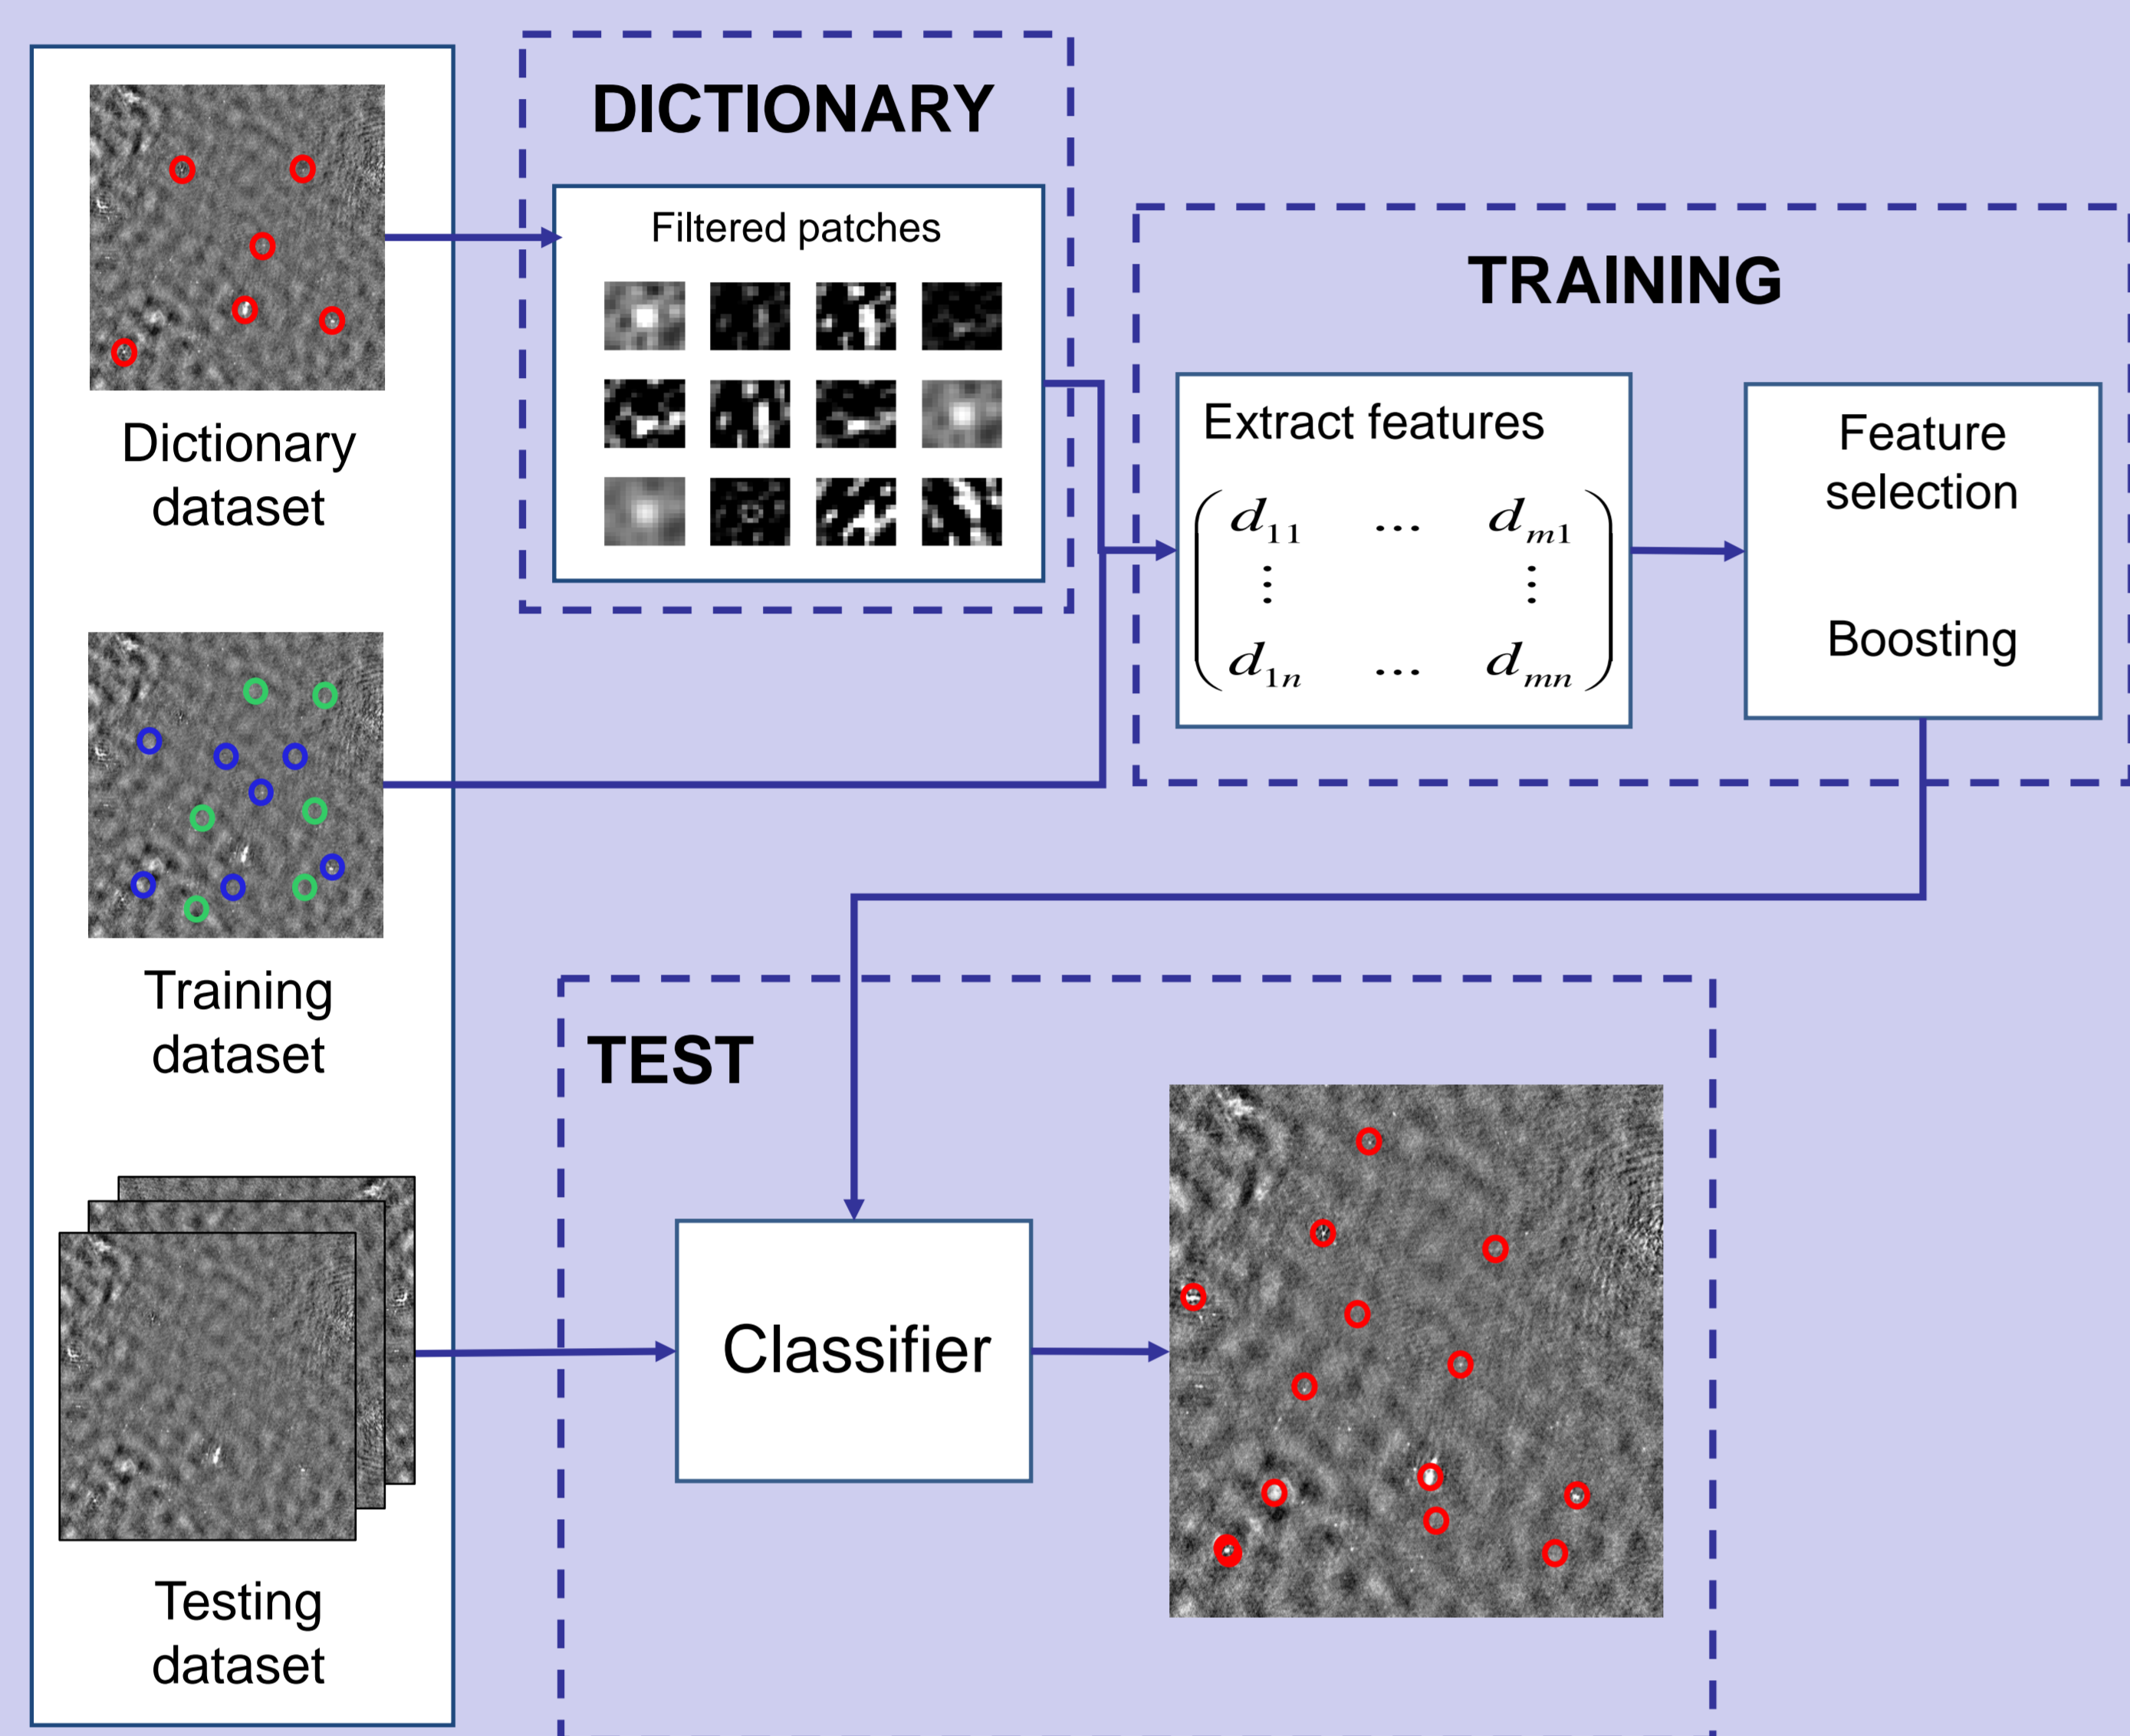 DICTIONARY
Filtered patches
Dictionary
dataset
TRAINING
Extract features
d11 ... dm1
⋮ ⋮
d1n ... dmn
Feature
selection
Boosting
Training
dataset
TEST
Classifier
Testing
dataset